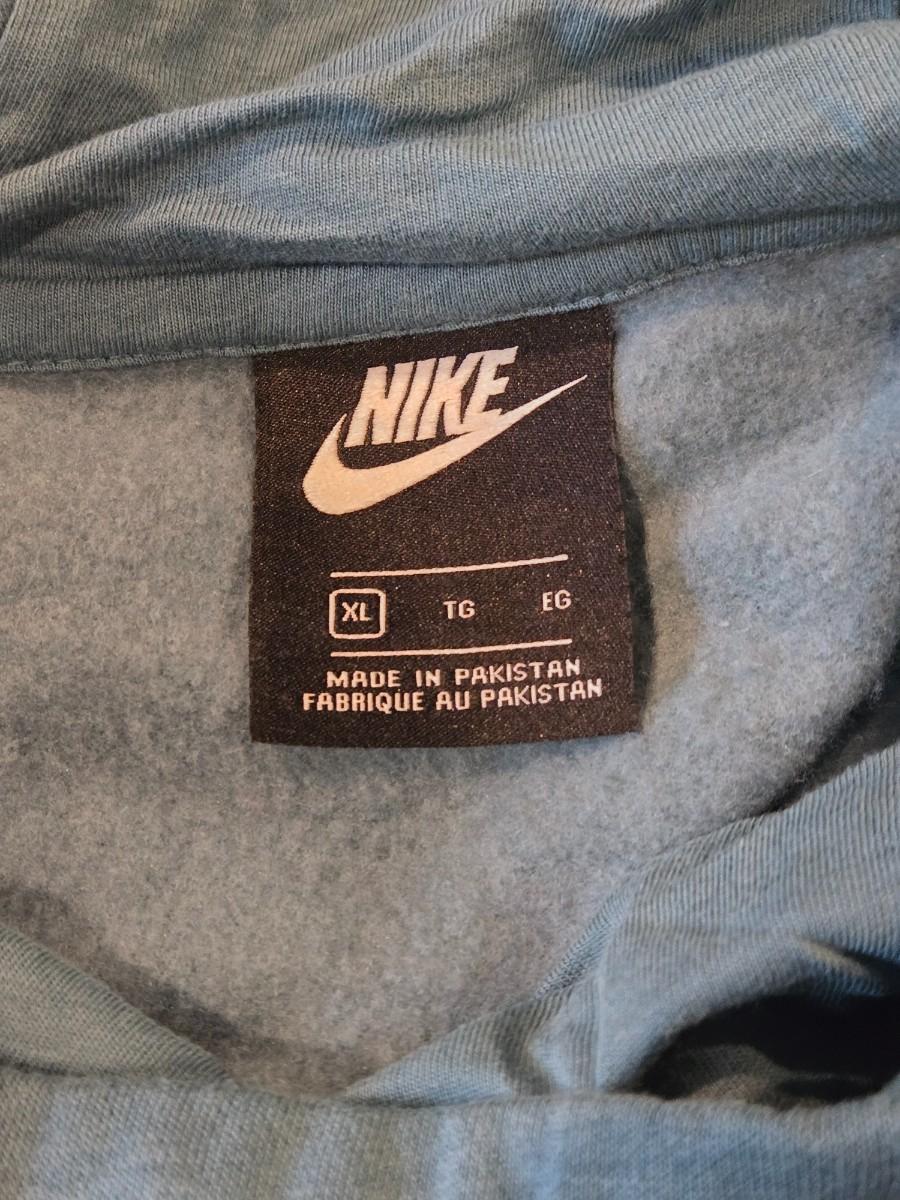 NIKE
XL TG EG
MADE IN PAKISTAN
FABRIQUE AU PAKISTAN